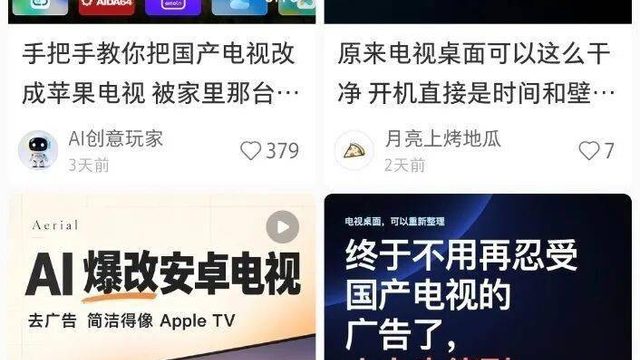 AIDA64
手把手教你把国产电视改
成苹果电视 被家里那台…
AI创意玩家
3天前
379
原来电视桌面可以这么干
净 开机直接是时间和壁…
月亮上烤地瓜
2天前
7
Aerial
AI 爆改安卓电视
去广告 简洁得像 Apple TV
电视桌面，可以重新整理
终于不用再忍受
国产电视的
广告了，